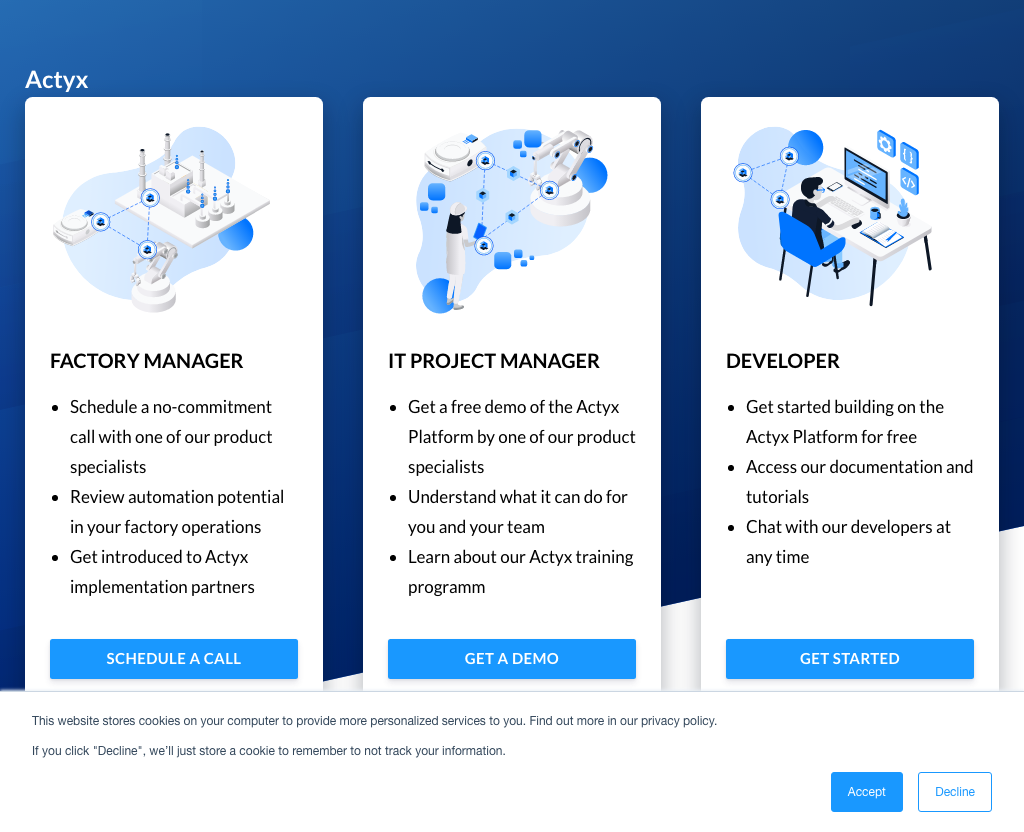 Actyx
FACTORY MANAGER
• Schedule a no-commitment
call with one of our product
specialists
• Review automation potential
in your factory operations
• Get introduced to Actyx
implementation partners
SCHEDULE A CALL
IT PROJECT MANAGER
• Get a free demo of the Actyx
Platform by one of our product
specialists
• Understand what it can do for
you and your team
• Learn about our Actyx training
programm
GET A DEMO
DEVELOPER
• Get started building on the
Actyx Platform for free
• Access our documentation and
tutorials
• Chat with our developers at
any time
GET STARTED
This website stores cookies on your computer to provide more personalized services to you. Find out more in our privacy policy.
If you click "Decline", we’ll just store a cookie to remember to not track your information.
Accept
Decline